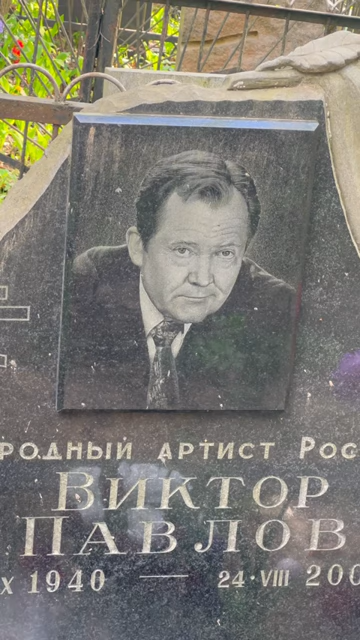 РОДНЫЙ АРТИСТ РОС
ВИКТОР
ПАВЛОВ
X 1940 — 24·VIII 200